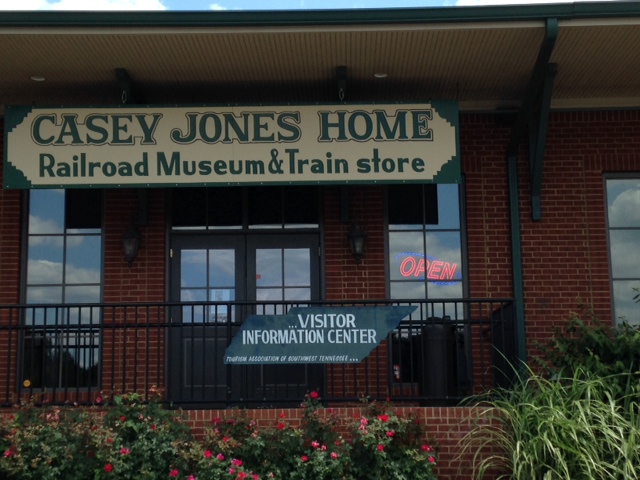 CASEY JONES HOME
Railroad Museum & Train store
OPEN
...VISITOR
INFORMATION CENTER
TOURISM ASSOCIATION OF SOUTHWEST TENNESSEE...